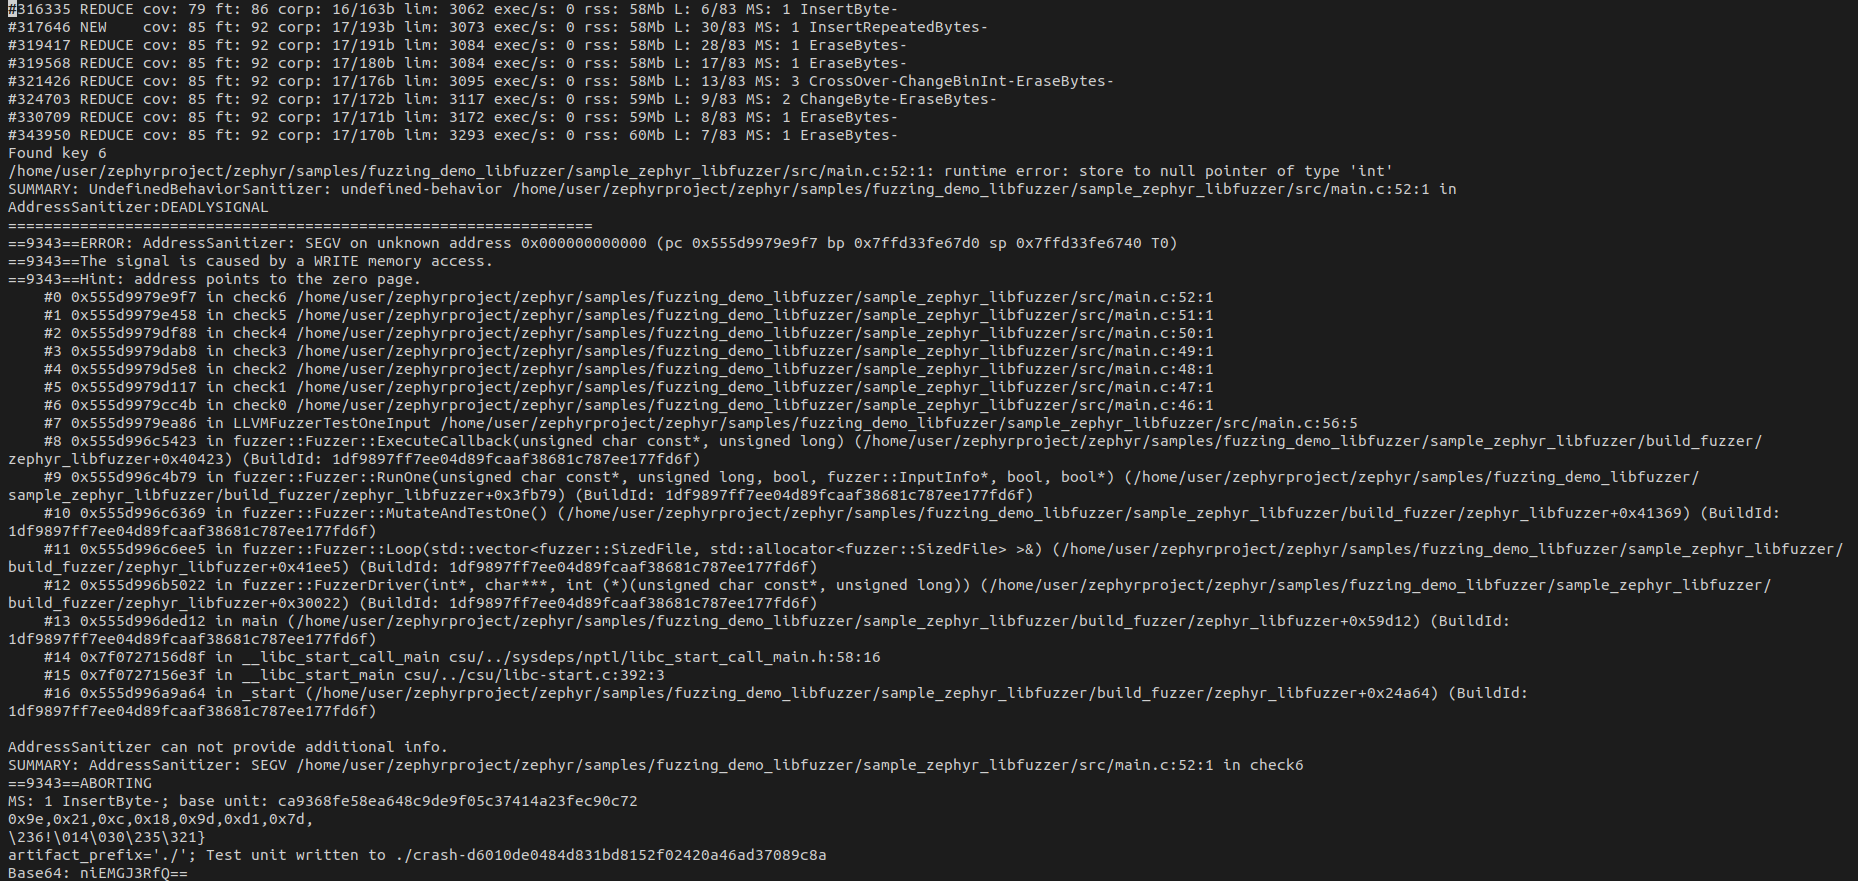 #316335 REDUCE cov: 79 ft: 86 corp: 16/163b lim: 3062 exec/s: 0 rss: 58Mb L: 6/83 MS: 1 InsertByte-
#317646 NEW    cov: 85 ft: 92 corp: 17/193b lim: 3073 exec/s: 0 rss: 58Mb L: 30/83 MS: 1 InsertRepeatedBytes-
#319417 REDUCE cov: 85 ft: 92 corp: 17/191b lim: 3084 exec/s: 0 rss: 58Mb L: 28/83 MS: 1 EraseBytes-
#319568 REDUCE cov: 85 ft: 92 corp: 17/180b lim: 3084 exec/s: 0 rss: 58Mb L: 17/83 MS: 1 EraseBytes-
#321426 REDUCE cov: 85 ft: 92 corp: 17/176b lim: 3095 exec/s: 0 rss: 58Mb L: 13/83 MS: 3 CrossOver-ChangeBinInt-EraseBytes-
#324703 REDUCE cov: 85 ft: 92 corp: 17/172b lim: 3117 exec/s: 0 rss: 59Mb L: 9/83 MS: 2 ChangeByte-EraseBytes-
#330709 REDUCE cov: 85 ft: 92 corp: 17/171b lim: 3172 exec/s: 0 rss: 59Mb L: 8/83 MS: 1 EraseBytes-
#343950 REDUCE cov: 85 ft: 92 corp: 17/170b lim: 3293 exec/s: 0 rss: 60Mb L: 7/83 MS: 1 EraseBytes-
Found key 6
/home/user/zephyrproject/zephyr/samples/fuzzing_demo_libfuzzer/sample_zephyr_libfuzzer/src/main.c:52:1: runtime error: store to null pointer of type 'int'
SUMMARY: UndefinedBehaviorSanitizer: undefined-behavior /home/user/zephyrproject/zephyr/samples/fuzzing_demo_libfuzzer/sample_zephyr_libfuzzer/src/main.c:52:1 in
AddressSanitizer:DEADLYSIGNAL
=================================================================
==9343==ERROR: AddressSanitizer: SEGV on unknown address 0x000000000000 (pc 0x555d9979e9f7 bp 0x7ffd33fe67d0 sp 0x7ffd33fe6740 T0)
==9343==The signal is caused by a WRITE memory access.
==9343==Hint: address points to the zero page.
    #0 0x555d9979e9f7 in check6 /home/user/zephyrproject/zephyr/samples/fuzzing_demo_libfuzzer/sample_zephyr_libfuzzer/src/main.c:52:1
    #1 0x555d9979e458 in check5 /home/user/zephyrproject/zephyr/samples/fuzzing_demo_libfuzzer/sample_zephyr_libfuzzer/src/main.c:51:1
    #2 0x555d9979df88 in check4 /home/user/zephyrproject/zephyr/samples/fuzzing_demo_libfuzzer/sample_zephyr_libfuzzer/src/main.c:50:1
    #3 0x555d9979dab8 in check3 /home/user/zephyrproject/zephyr/samples/fuzzing_demo_libfuzzer/sample_zephyr_libfuzzer/src/main.c:49:1
    #4 0x555d9979d5e8 in check2 /home/user/zephyrproject/zephyr/samples/fuzzing_demo_libfuzzer/sample_zephyr_libfuzzer/src/main.c:48:1
    #5 0x555d9979d117 in check1 /home/user/zephyrproject/zephyr/samples/fuzzing_demo_libfuzzer/sample_zephyr_libfuzzer/src/main.c:47:1
    #6 0x555d9979cc4b in check0 /home/user/zephyrproject/zephyr/samples/fuzzing_demo_libfuzzer/sample_zephyr_libfuzzer/src/main.c:46:1
    #7 0x555d9979ea86 in LLVMFuzzerTestOneInput /home/user/zephyrproject/zephyr/samples/fuzzing_demo_libfuzzer/sample_zephyr_libfuzzer/src/main.c:56:5
    #8 0x555d996c5423 in fuzzer::Fuzzer::ExecuteCallback(unsigned char const*, unsigned long) (/home/user/zephyrproject/zephyr/samples/fuzzing_demo_libfuzzer/sample_zephyr_libfuzzer/build_fuzzer/
zephyr_libfuzzer+0x40423) (BuildId: 1df9897ff7ee04d89fcaaf38681c787ee177fd6f)
    #9 0x555d996c4b79 in fuzzer::Fuzzer::RunOne(unsigned char const*, unsigned long, bool, fuzzer::InputInfo*, bool, bool*) (/home/user/zephyrproject/zephyr/samples/fuzzing_demo_libfuzzer/
sample_zephyr_libfuzzer/build_fuzzer/zephyr_libfuzzer+0x3fb79) (BuildId: 1df9897ff7ee04d89fcaaf38681c787ee177fd6f)
    #10 0x555d996c6369 in fuzzer::Fuzzer::MutateAndTestOne() (/home/user/zephyrproject/zephyr/samples/fuzzing_demo_libfuzzer/sample_zephyr_libfuzzer/build_fuzzer/zephyr_libfuzzer+0x41369) (BuildId:
1df9897ff7ee04d89fcaaf38681c787ee177fd6f)
    #11 0x555d996c6ee5 in fuzzer::Fuzzer::Loop(std::vector<fuzzer::SizedFile, std::allocator<fuzzer::SizedFile> >&) (/home/user/zephyrproject/zephyr/samples/fuzzing_demo_libfuzzer/sample_zephyr_libfuzzer/
build_fuzzer/zephyr_libfuzzer+0x41ee5) (BuildId: 1df9897ff7ee04d89fcaaf38681c787ee177fd6f)
    #12 0x555d996b5022 in fuzzer::FuzzerDriver(int*, char***, int (*)(unsigned char const*, unsigned long)) (/home/user/zephyrproject/zephyr/samples/fuzzing_demo_libfuzzer/sample_zephyr_libfuzzer/
build_fuzzer/zephyr_libfuzzer+0x30022) (BuildId: 1df9897ff7ee04d89fcaaf38681c787ee177fd6f)
    #13 0x555d996ded12 in main (/home/user/zephyrproject/zephyr/samples/fuzzing_demo_libfuzzer/sample_zephyr_libfuzzer/build_fuzzer/zephyr_libfuzzer+0x59d12) (BuildId:
1df9897ff7ee04d89fcaaf38681c787ee177fd6f)
    #14 0x7f0727156d8f in __libc_start_call_main csu/../sysdeps/nptl/libc_start_call_main.h:58:16
    #15 0x7f0727156e3f in __libc_start_main csu/../csu/libc-start.c:392:3
    #16 0x555d996a9a64 in _start (/home/user/zephyrproject/zephyr/samples/fuzzing_demo_libfuzzer/sample_zephyr_libfuzzer/build_fuzzer/zephyr_libfuzzer+0x24a64) (BuildId:
1df9897ff7ee04d89fcaaf38681c787ee177fd6f)

AddressSanitizer can not provide additional info.
SUMMARY: AddressSanitizer: SEGV /home/user/zephyrproject/zephyr/samples/fuzzing_demo_libfuzzer/sample_zephyr_libfuzzer/src/main.c:52:1 in check6
==9343==ABORTING
MS: 1 InsertByte-; base unit: ca9368fe58ea648c9de9f05c37414a23fec90c72
0x9e,0x21,0xc,0x18,0x9d,0xd1,0x7d,
\236!\014\030\235\321}
artifact_prefix='./'; Test unit written to ./crash-d6010de0484d831bd8152f02420a46ad37089c8a
Base64: niEMGJ3RfQ==